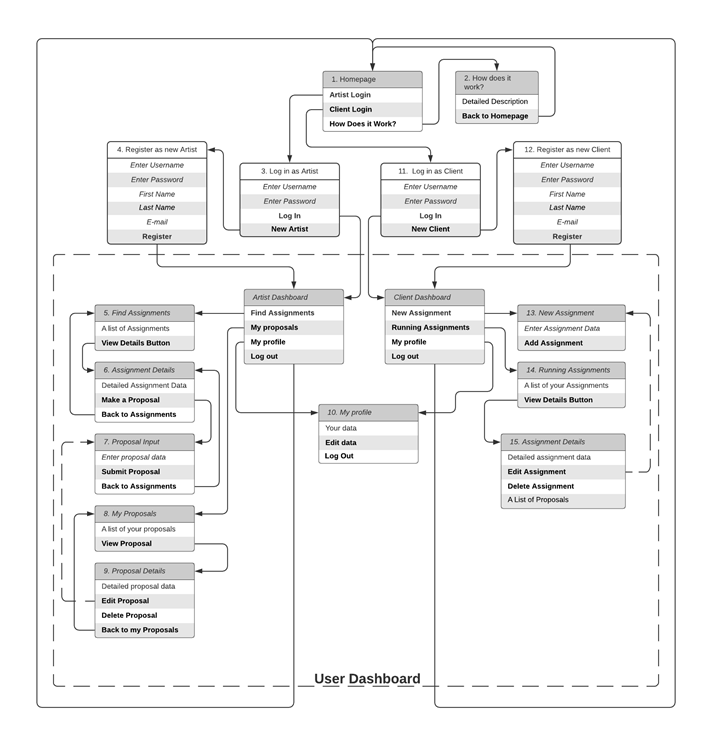 1. Homepage
Artist Login
Client Login
How Does it Work?
2. How does it
work?
Detailed Description
Back to Homepage
4. Register as new Artist
Enter Username
Enter Password
First Name
Last Name
E-mail
Register
3. Log in as Artist
Enter Username
Enter Password
Log In
New Artist
11. Log in as Client
Enter Username
Enter Password
Log In
New Client
12. Register as new Client
Enter Username
Enter Password
First Name
Last Name
E-mail
Register
Artist Dashboard
Find Assignments
My proposals
My profile
Log out
Client Dashboard
New Assignment
Running Assignments
My profile
Log out
5. Find Assignments
A list of Assignments
View Details Button
6. Assignment Details
Detailed Assignment Data
Make a Proposal
Back to Assignments
7. Proposal Input
Enter proposal data
Submit Proposal
Back to Assignments
8. My Proposals
A list of your proposals
View Proposal
9. Proposal Details
Detailed proposal data
Edit Proposal
Delete Proposal
Back to my Proposals
10. My profile
Your data
Edit data
Log Out
13. New Assignment
Enter Assignment Data
Add Assignment
14. Running Assignments
A list of your Assignments
View Details Button
15. Assignment Details
Detailed assignment data
Edit Assignment
Delete Assignment
A List of Proposals
User Dashboard